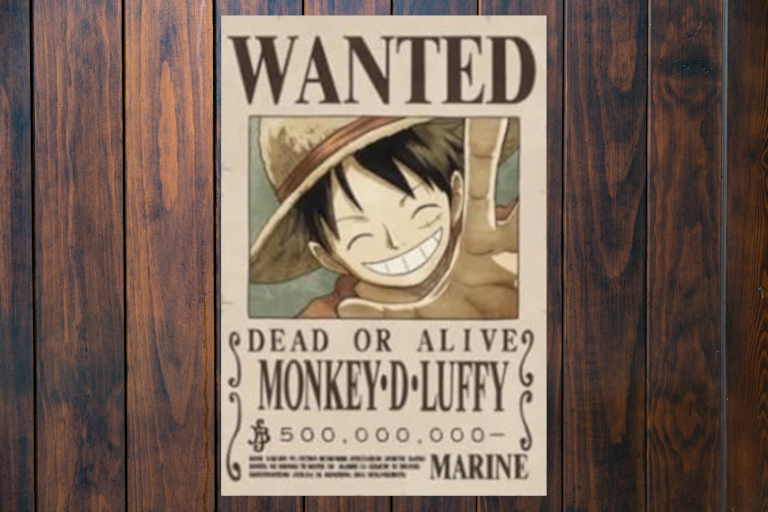 WANTED
DEAD OR ALIVE
MONKEY·D·LUFFY
฿500,000,000-
MARINE